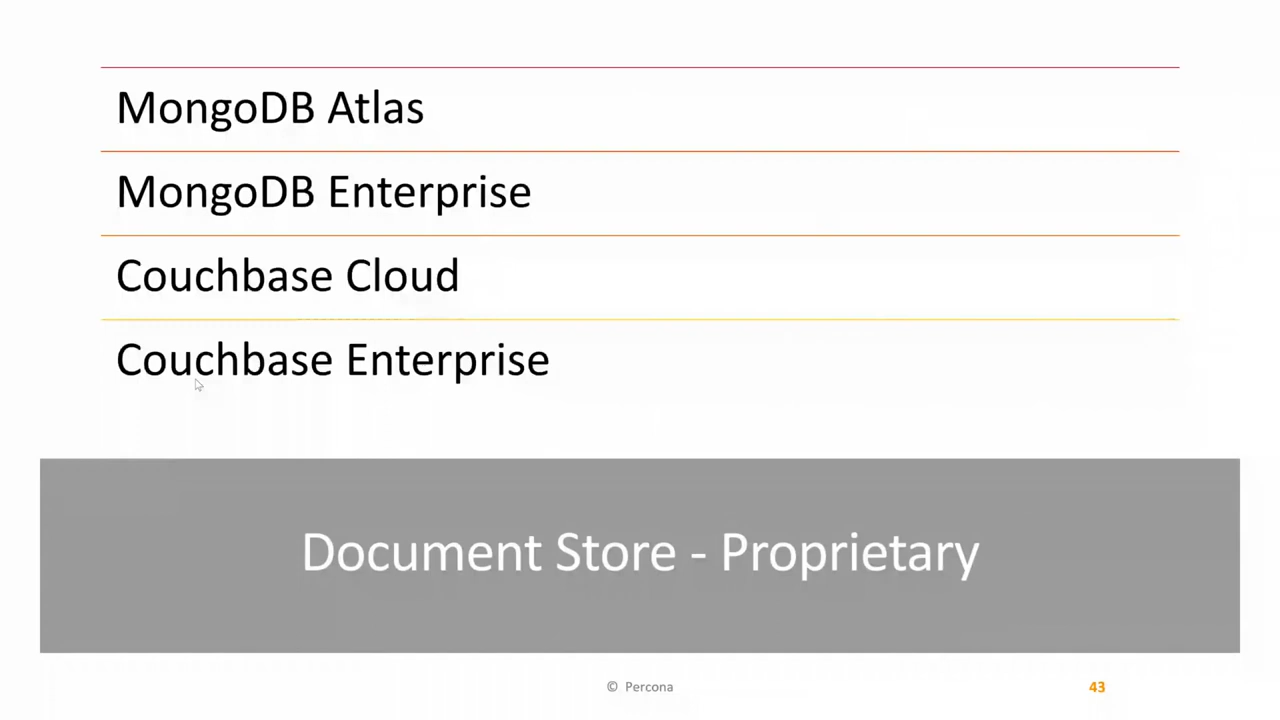 MongoDB Atlas
MongoDB Enterprise
Couchbase Cloud
Couchbase Enterprise
Document Store - Proprietary
© Percona
43